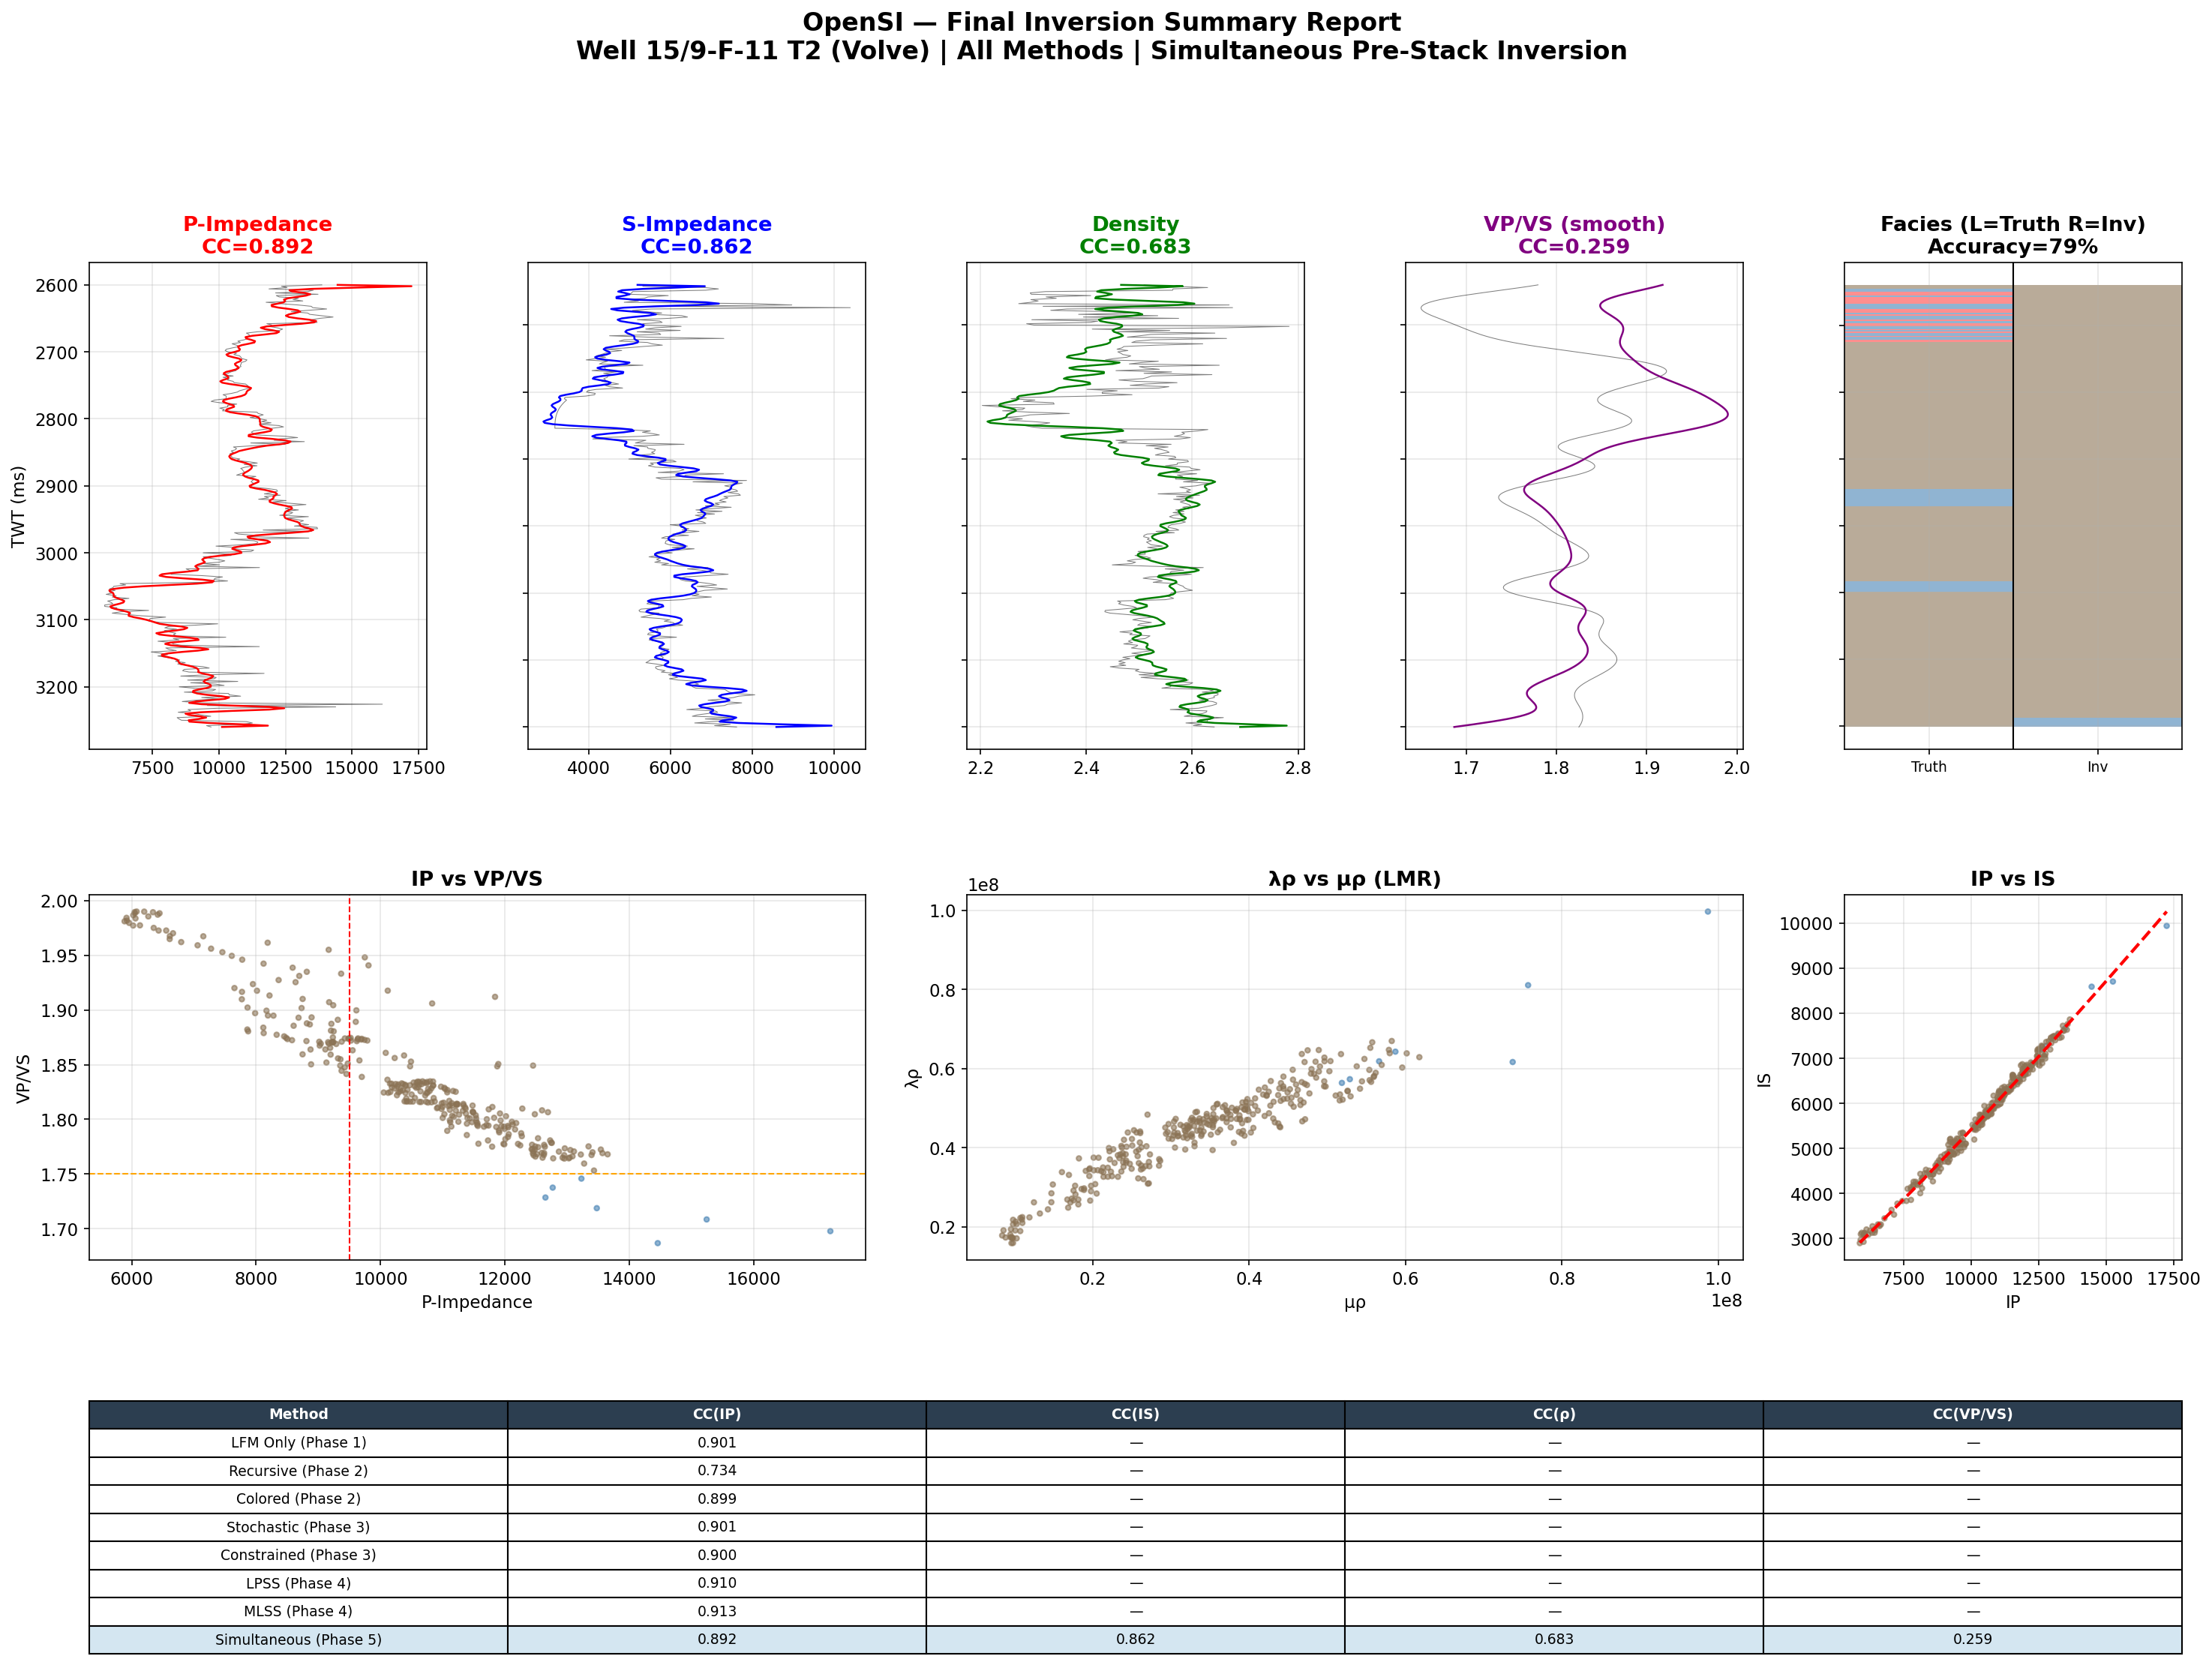 OpenSI — Final Inversion Summary Report
Well 15/9-F-11 T2 (Volve) | All Methods | Simultaneous Pre-Stack Inversion
P-Impedance
CC=0.892
TWT (ms)
2600
2700
2800
2900
3000
3100
3200
7500 10000 12500 15000 17500
S-Impedance
CC=0.862
4000 6000 8000 10000
Density
CC=0.683
2.2 2.4 2.6 2.8
VP/VS (smooth)
CC=0.259
1.7 1.8 1.9 2.0
Facies (L=Truth R=Inv)
Accuracy=79%
Truth Inv
IP vs VP/VS
VP/VS
2.00
1.95
1.90
1.85
1.80
1.75
1.70
6000 8000 10000 12000 14000 16000
P-Impedance
λρ vs μρ (LMR)
1e8
λρ
1.0
0.8
0.6
0.4
0.2
0.2 0.4 0.6 0.8 1.0
1e8
μρ
IP vs IS
IS
10000
9000
8000
7000
6000
5000
4000
3000
7500 10000 12500 15000 17500
IP
Method CC(IP) CC(IS) CC(ρ) CC(VP/VS)
LFM Only (Phase 1) 0.901 — — —
Recursive (Phase 2) 0.734 — — —
Colored (Phase 2) 0.899 — — —
Stochastic (Phase 3) 0.901 — — —
Constrained (Phase 3) 0.900 — — —
LPSS (Phase 4) 0.910 — — —
MLSS (Phase 4) 0.913 — — —
Simultaneous (Phase 5) 0.892 0.862 0.683 0.259